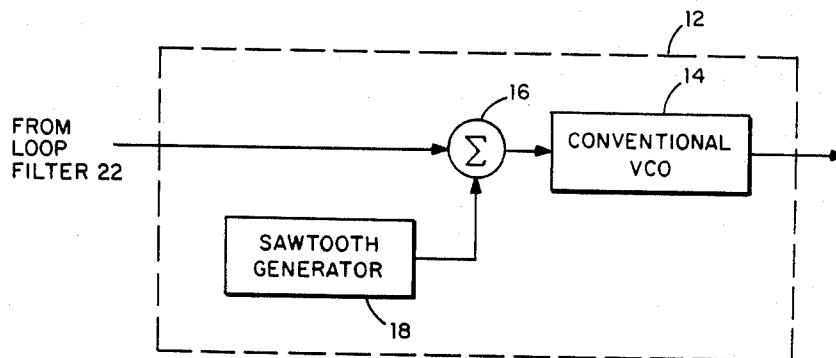 12
16
14
FROM
LOOP
FILTER 22
Σ
CONVENTIONAL
VCO
SAWTOOTH
GENERATOR
18